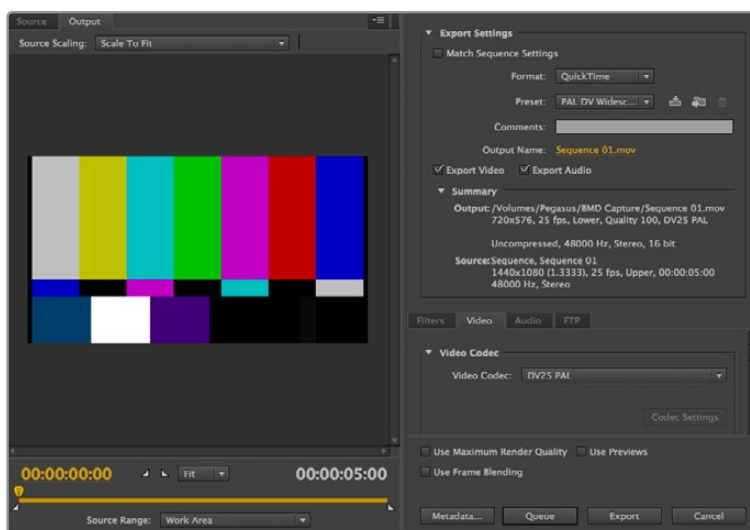 Source Output
Source Scaling: Scale To Fit
00:00:00:00 Fit 00:00:05:00
Source Range: Work Area
Export Settings
Match Sequence Settings
Format: QuickTime
Preset: PAL DV Widesc...
Comments:
Output Name: Sequence 01.mov
Export Video Export Audio
Summary
Output: /Volumes/Pegasus/BMD Capture/Sequence 01.mov
720x576, 25 fps, Lower, Quality 100, DV25 PAL
Uncompressed, 48000 Hz, Stereo, 16 bit
Source: Sequence, Sequence 01
1440x1080 (1.3333), 25 fps, Upper, 00:00:05:00
48000 Hz, Stereo
Filters Video Audio FTP
Video Codec
Video Codec: DV25 PAL
Codec Settings
Use Maximum Render Quality Use Previews
Use Frame Blending
Metadata... Queue Export Cancel